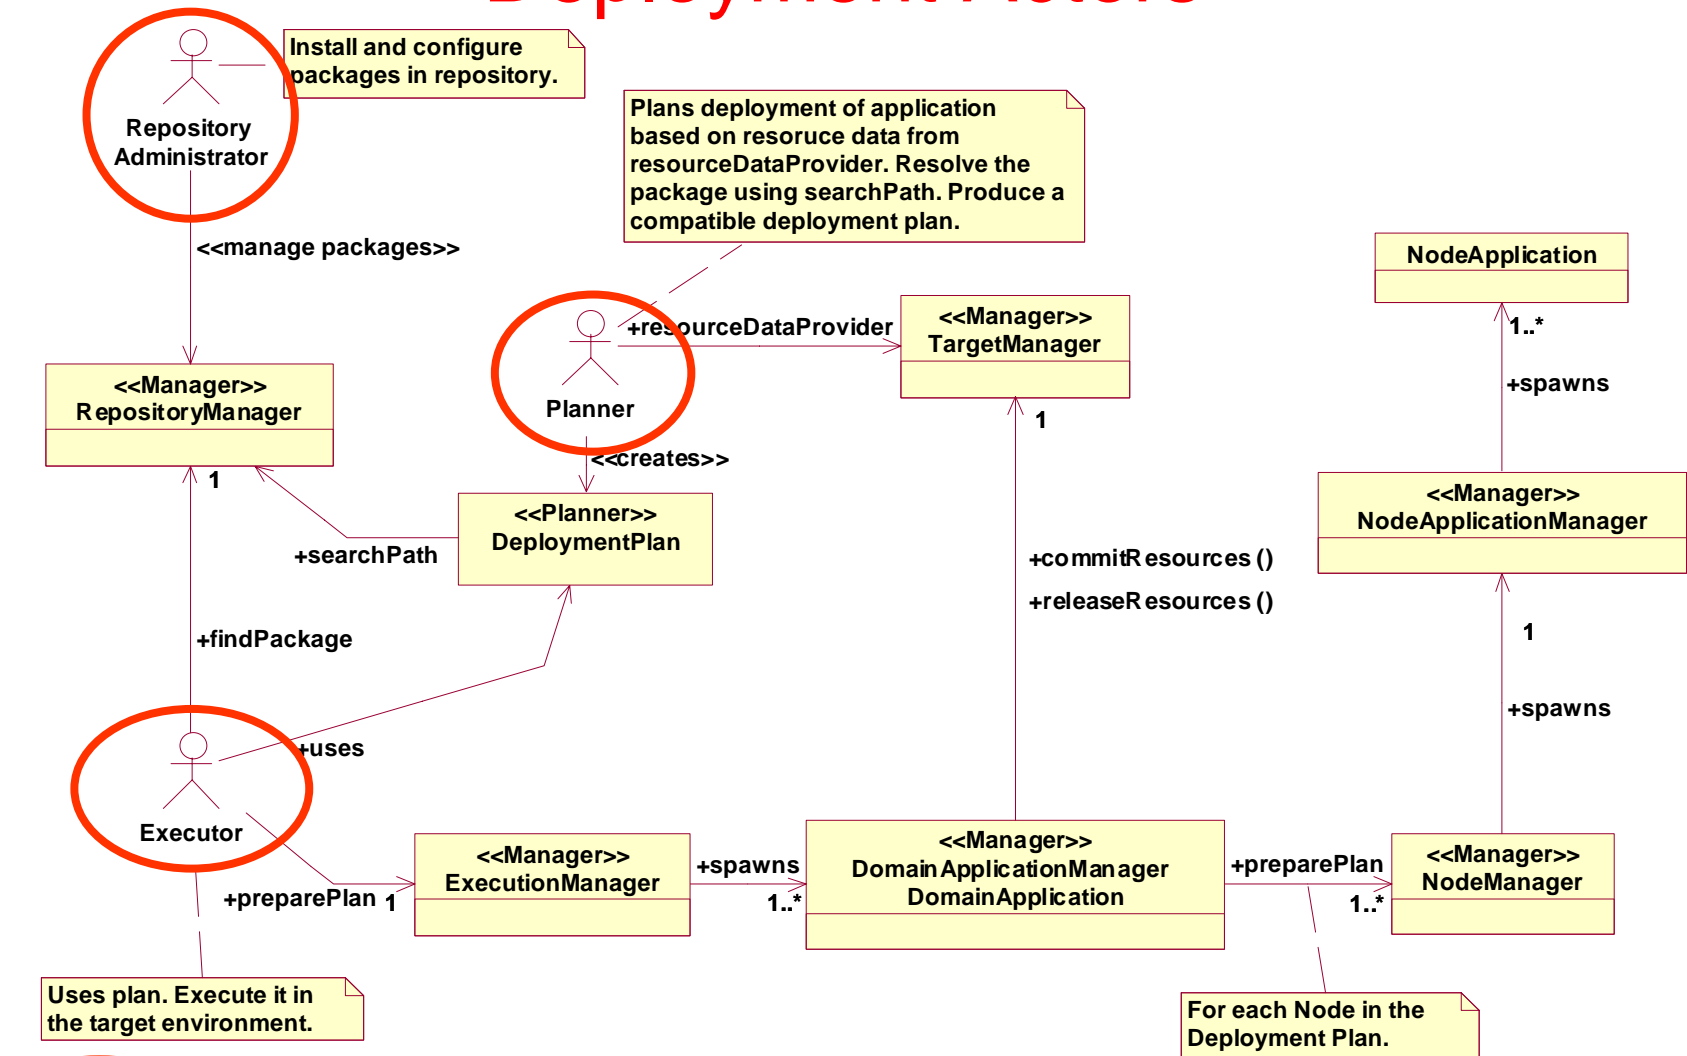 Deployment Actors
Install and configure
packages in repository.
Repository
Administrator
<<manage packages>>
Plans deployment of application
based on resoruce data from
resourceDataProvider. Resolve the
package using searchPath. Produce a
compatible deployment plan.
NodeApplication
1..*
+spawns
+resourceDataProvider
<<Manager>>
TargetManager
1
Planner
<<creates>>
<<Manager>>
RepositoryManager
1
<<Planner>>
DeploymentPlan
+searchPath
<<Manager>>
NodeApplicationManager
+commitResources ()
+releaseResources ()
1
+spawns
+findPackage
+uses
Executor
+preparePlan 1
<<Manager>>
ExecutionManager
+spawns
1..*
<<Manager>>
DomainApplicationManager
DomainApplication
+preparePlan
1..*
<<Manager>>
NodeManager
Uses plan. Execute it in
the target environment.
For each Node in the
Deployment Plan.